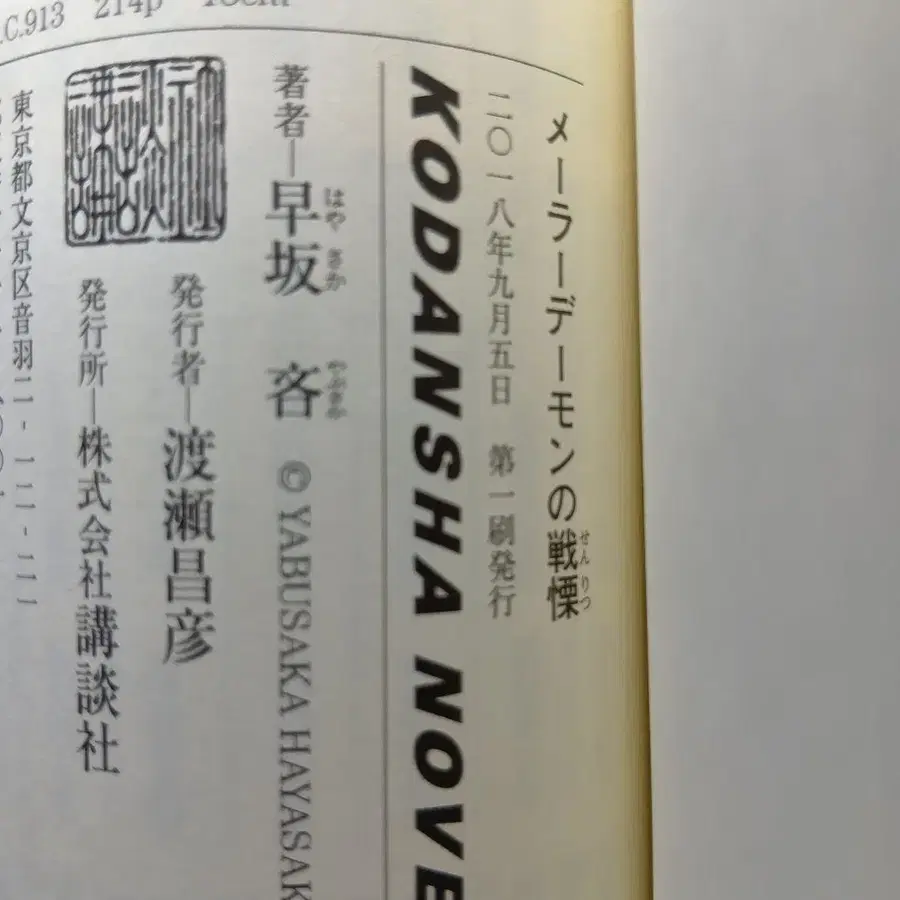 .C.913　214p　18cm
メーラーデーモンの戦慄
せんりつ
二〇一八年九月五日　第一刷発行
KODANSHA NOVE
著者―早坂　吝
はや さか　やぶさか
© YABUSAKA HAYASAK
発行者―渡瀬昌彦
発行所―株式会社講談社
東京都文京区音羽二-一二-